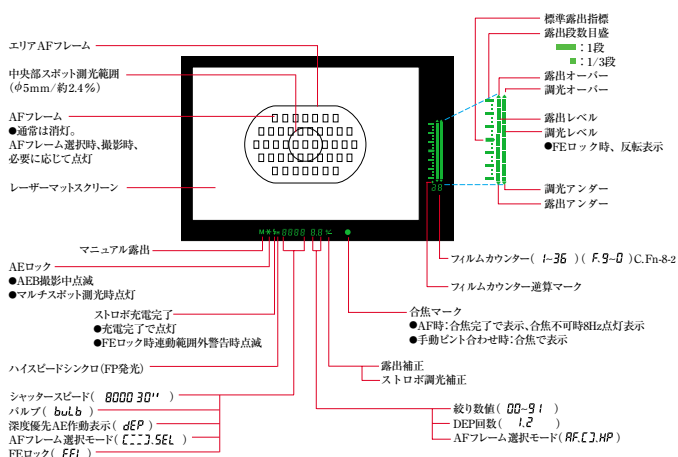 エリアAFフレーム
中央部スポット測光範囲
(φ5mm/約2.4%)
AFフレーム
●通常は消灯。
AFフレーム選択時、撮影時、
必要に応じて点灯
レーザーマットスクリーン
標準露出指標
露出段数目盛
:1段
:1/3段
露出オーバー
調光オーバー
露出レベル
調光レベル
●FEロック時、反転表示
調光アンダー
露出アンダー
マニュアル露出
AEロック
●AEB撮影中点滅
●マルチスポット測光時点灯
ストロボ充電完了
●充電完了で点灯
●FEロック時連動範囲外警告時点滅
ハイスピードシンクロ(FP発光)
シャッタースピード( 8000 30'' )
バルブ( buLb )
深度優先AE作動表示( dEP )
AFフレーム選択モード( [---].SEL )
FEロック( FEL )
フィルムカウンター( 1~36 )( F.9~0 )C.Fn-8-2
フィルムカウンター逆算マーク
合焦マーク
●AF時:合焦完了で表示、合焦不可時8Hz点灯表示
●手動ピント合わせ時:合焦で表示
露出補正
ストロボ調光補正
絞り数値( 00~91 )
DEP回数( 1.2 )
AFフレーム選択モード( AF.[ ].HP )
M* 8888 8.8